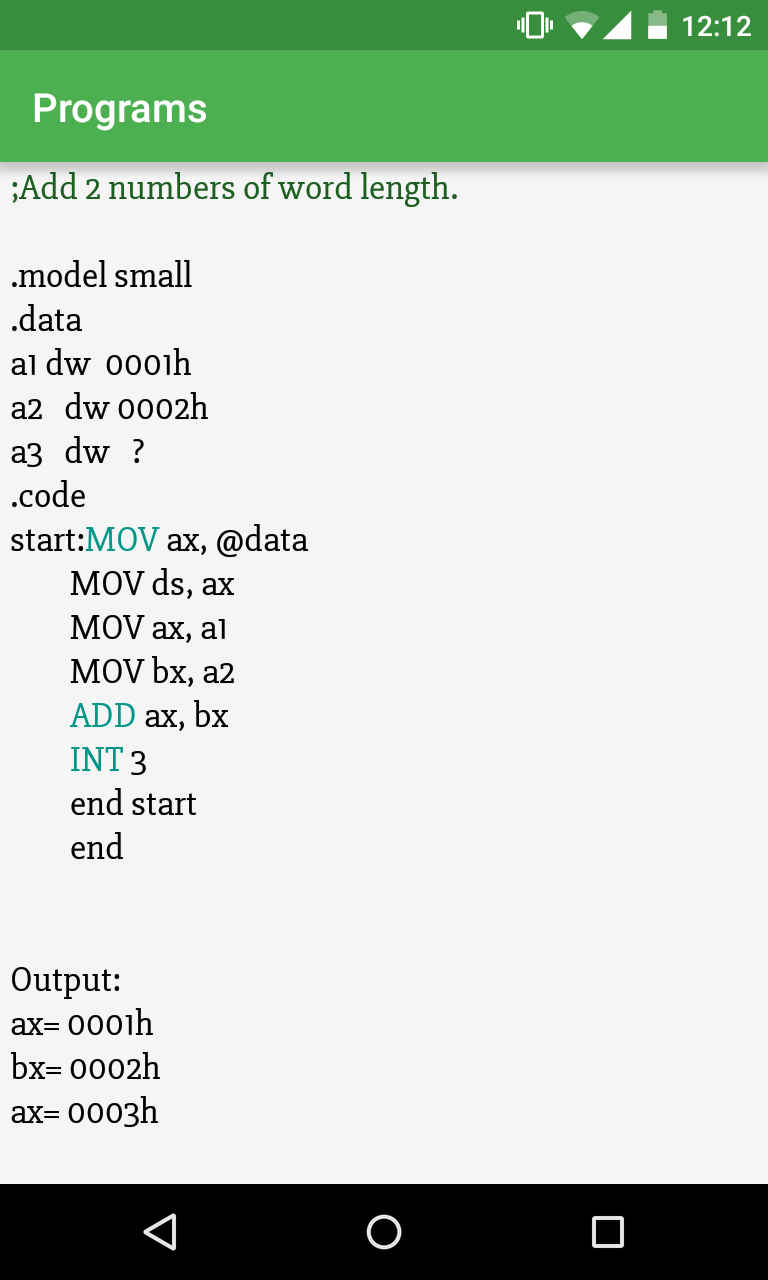 12:12
Programs
;Add 2 numbers of word length.
.model small
.data
a1 dw  0001h
a2   dw 0002h
a3   dw   ?
.code
start:MOV ax, @data
MOV ds, ax
MOV ax, a1
MOV bx, a2
ADD ax, bx
INT 3
end start
end
Output:
ax= 0001h
bx= 0002h
ax= 0003h